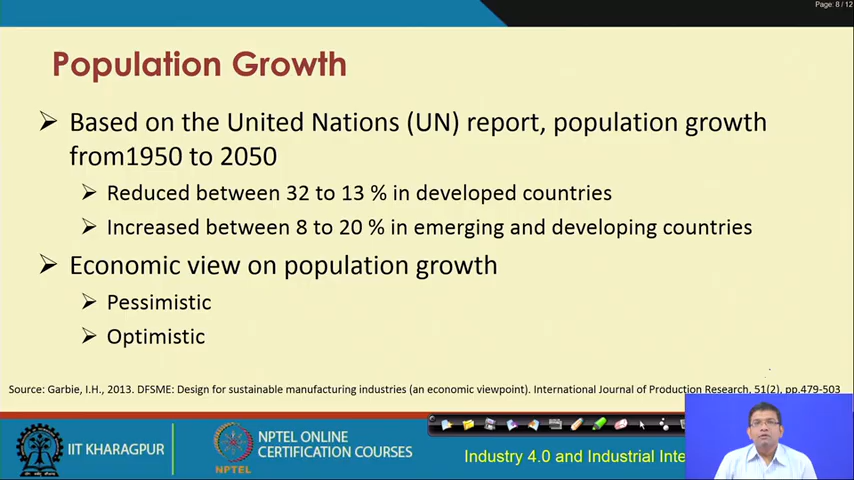 Page: 8 / 12
Population Growth
➢ Based on the United Nations (UN) report, population growth
from1950 to 2050
➢ Reduced between 32 to 13 % in developed countries
➢ Increased between 8 to 20 % in emerging and developing countries
➢ Economic view on population growth
➢ Pessimistic
➢ Optimistic
Source: Garbie, I.H., 2013. DFSME: Design for sustainable manufacturing industries (an economic viewpoint). International Journal of Production Research, 51(2), pp.479-503
IIT KHARAGPUR
NPTEL
NPTEL ONLINE
CERTIFICATION COURSES
Industry 4.0 and Industrial Inte